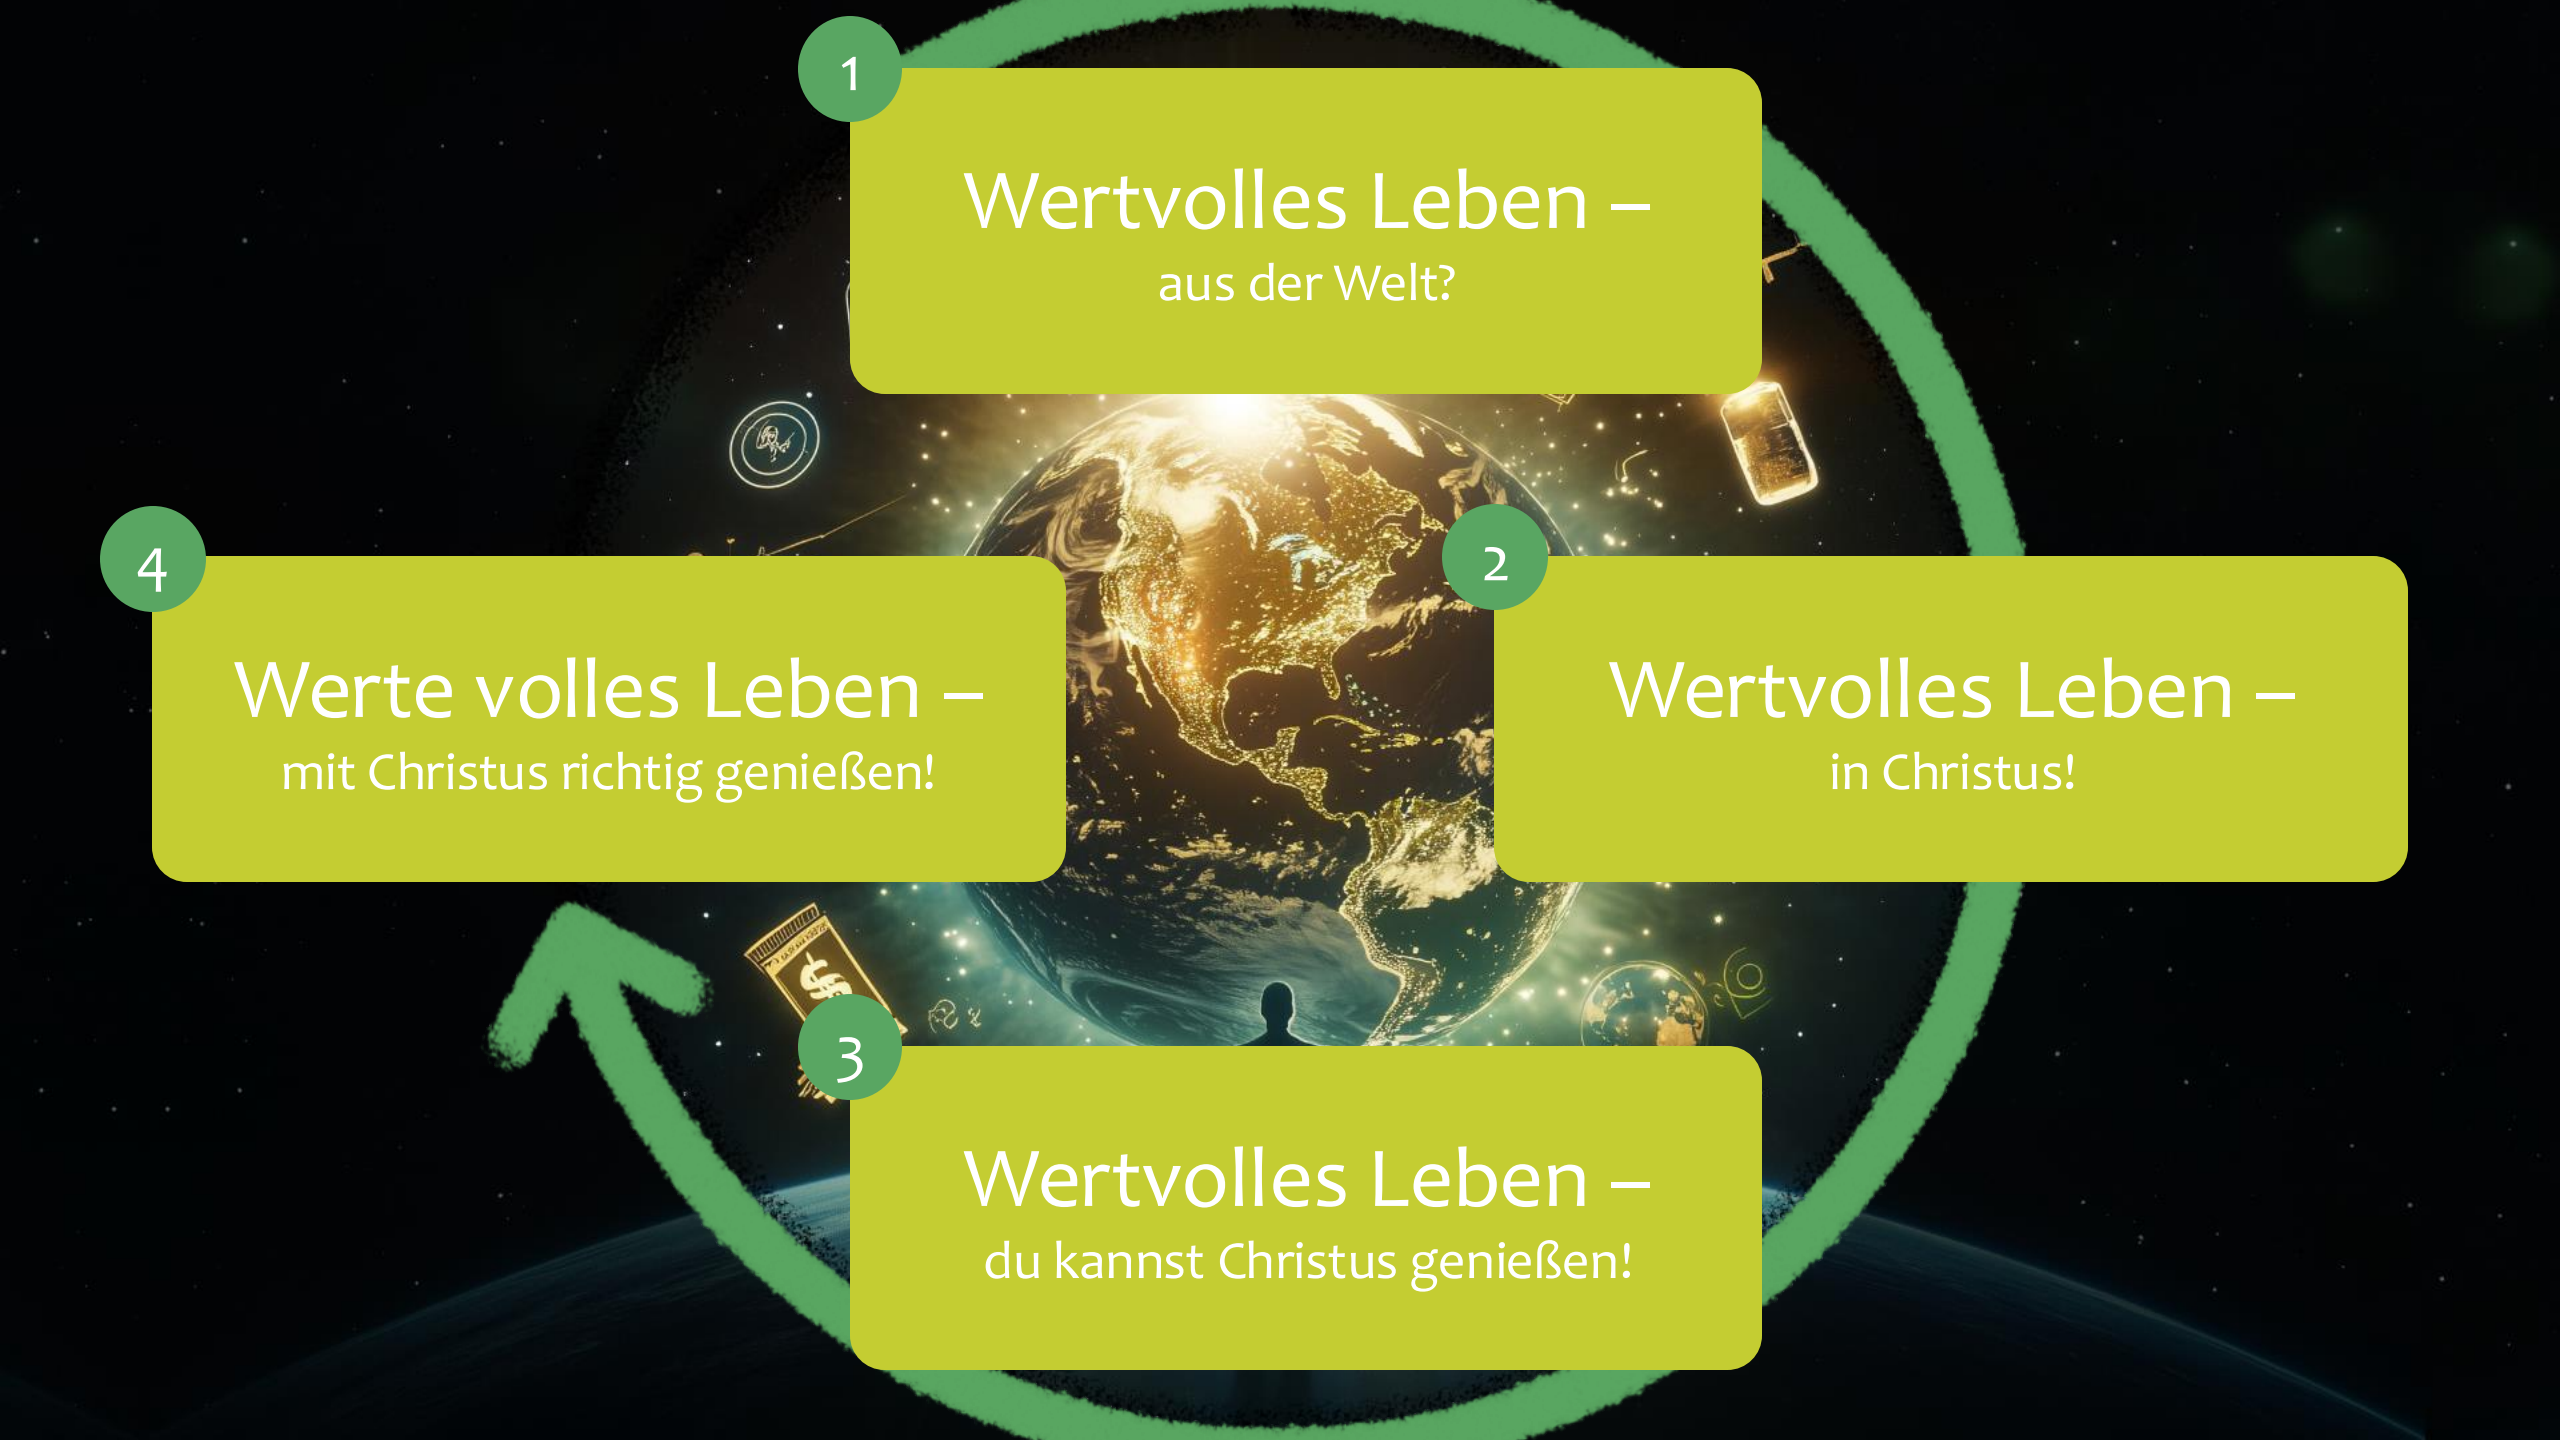 1
Wertvolles Leben –
aus der Welt?
2
Wertvolles Leben –
in Christus!
3
Wertvolles Leben –
du kannst Christus genießen!
4
Werte volles Leben –
mit Christus richtig genießen!
$